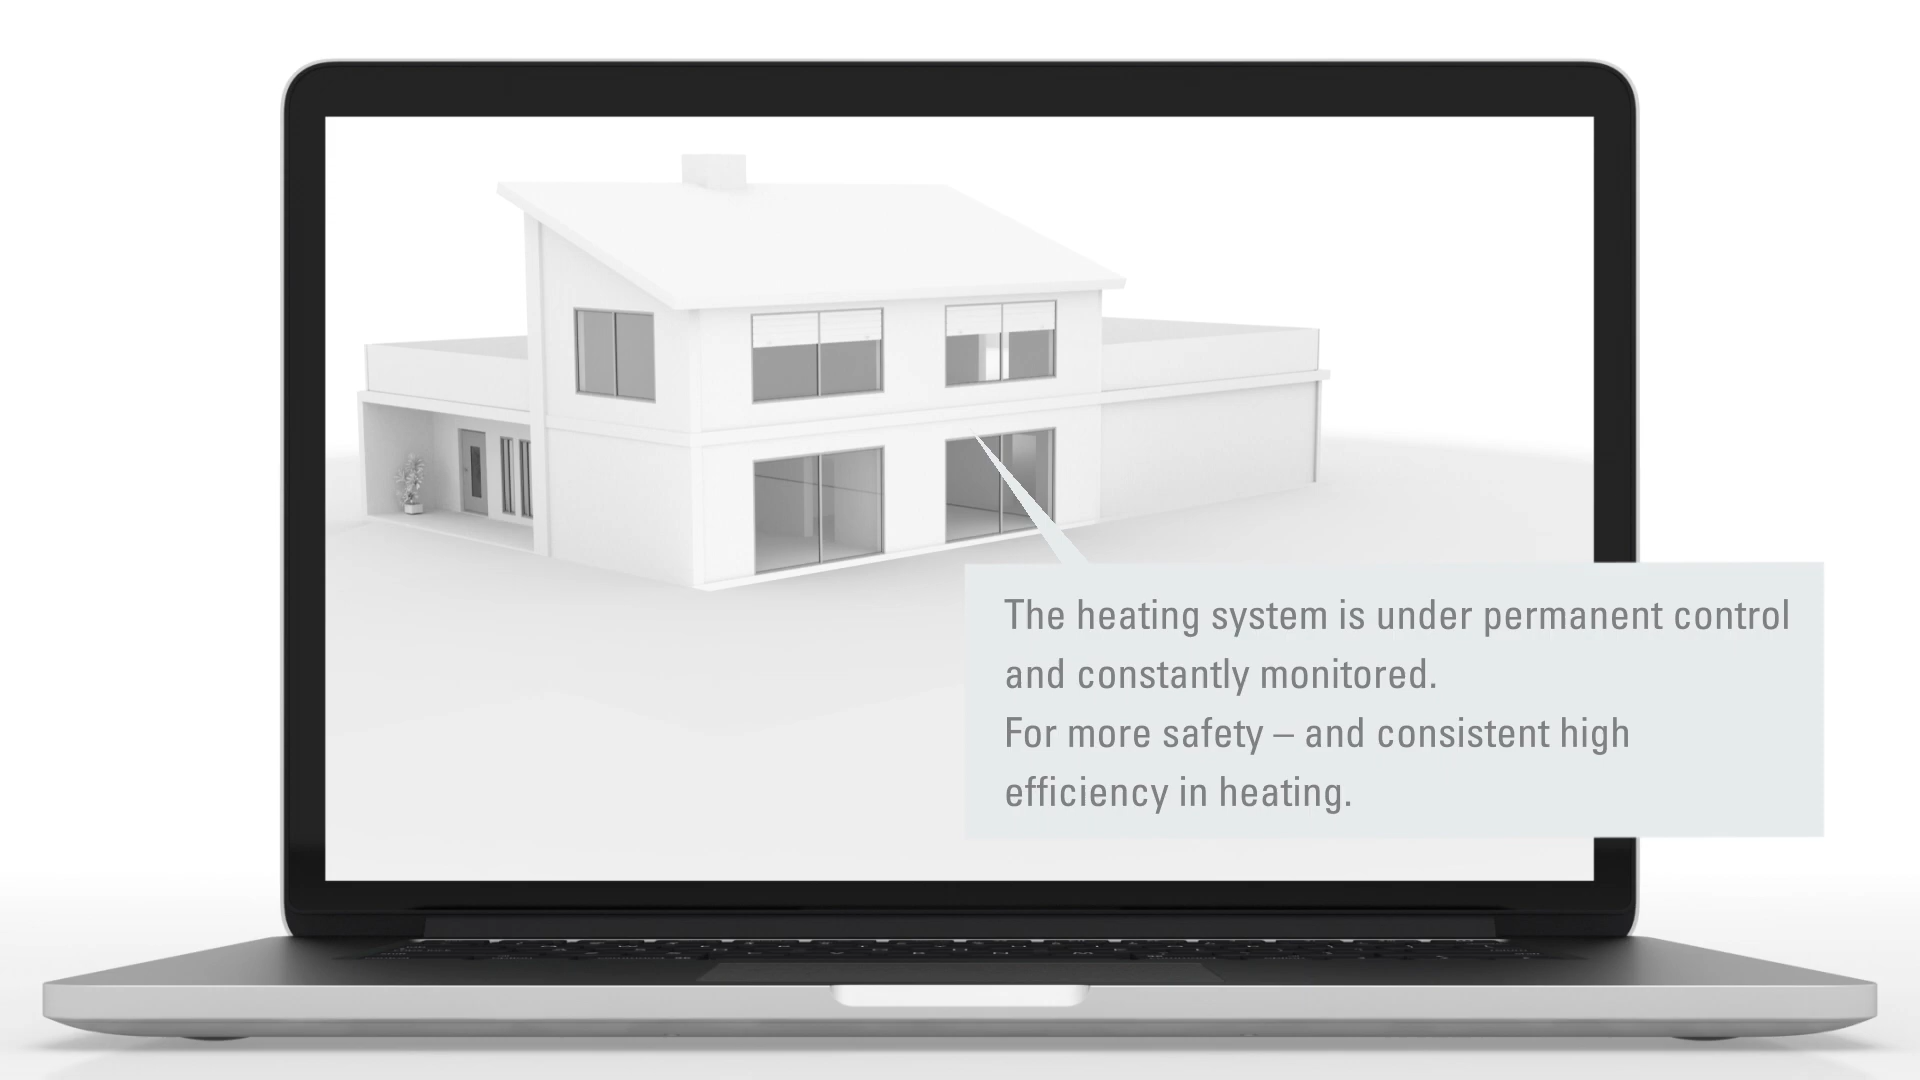 The heating system is under permanent control
and constantly monitored.
For more safety – and consistent high
efficiency in heating.